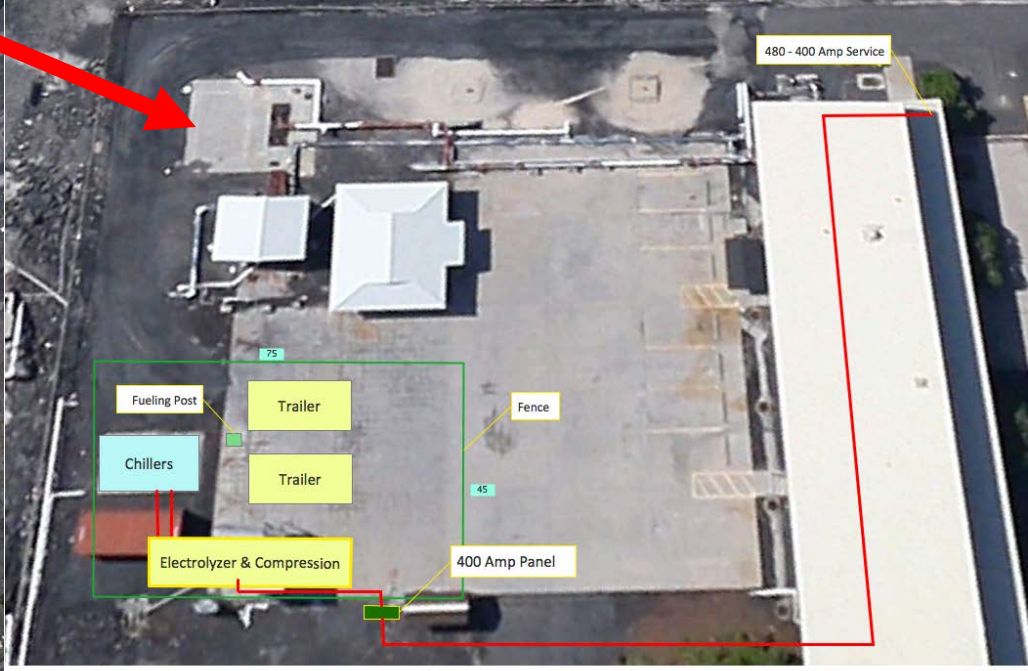 480 - 400 Amp Service
75
Fueling Post
Trailer
Fence
Chillers
Trailer
45
Electrolyzer & Compression
400 Amp Panel